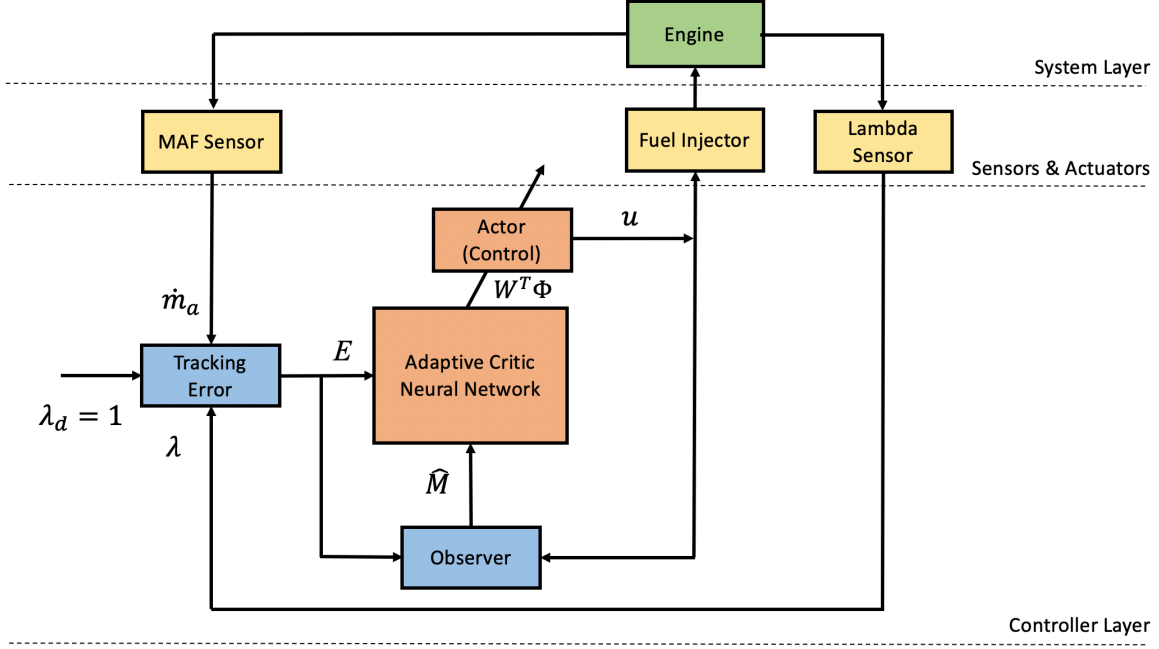 Engine
System Layer
MAF Sensor
Fuel Injector
Lambda
Sensor
Sensors & Actuators
Actor
(Control)
u
W^T Φ
ṁ_a
Tracking
Error
E
Adaptive Critic
Neural Network
λ_d = 1
λ
M̂
Observer
Controller Layer